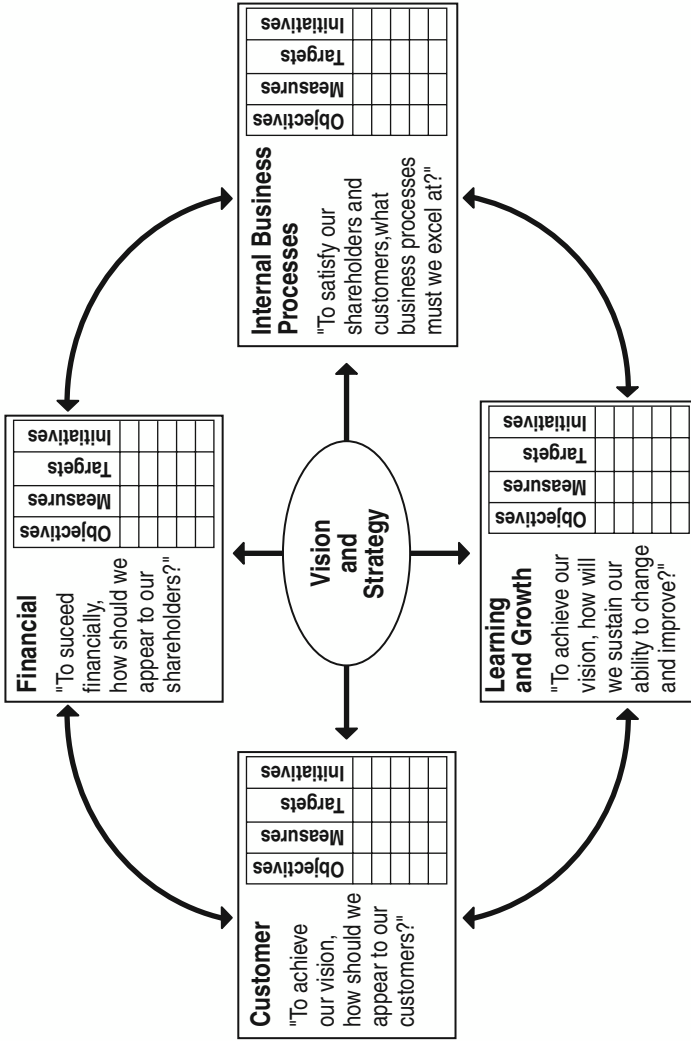 Financial
"To suceed
financially,
how should we
appear to our
shareholders?"
Objectives
Measures
Targets
Initiatives
Customer
"To achieve
our vision,
how should we
appear to our
customers?"
Objectives
Measures
Targets
Initiatives
Vision
and
Strategy
Internal Business
Processes
"To satisfy our
shareholders and
customers,what
business processes
must we excel at?"
Objectives
Measures
Targets
Initiatives
Learning
and Growth
"To achieve our
vision, how will
we sustain our
ability to change
and improve?"
Objectives
Measures
Targets
Initiatives